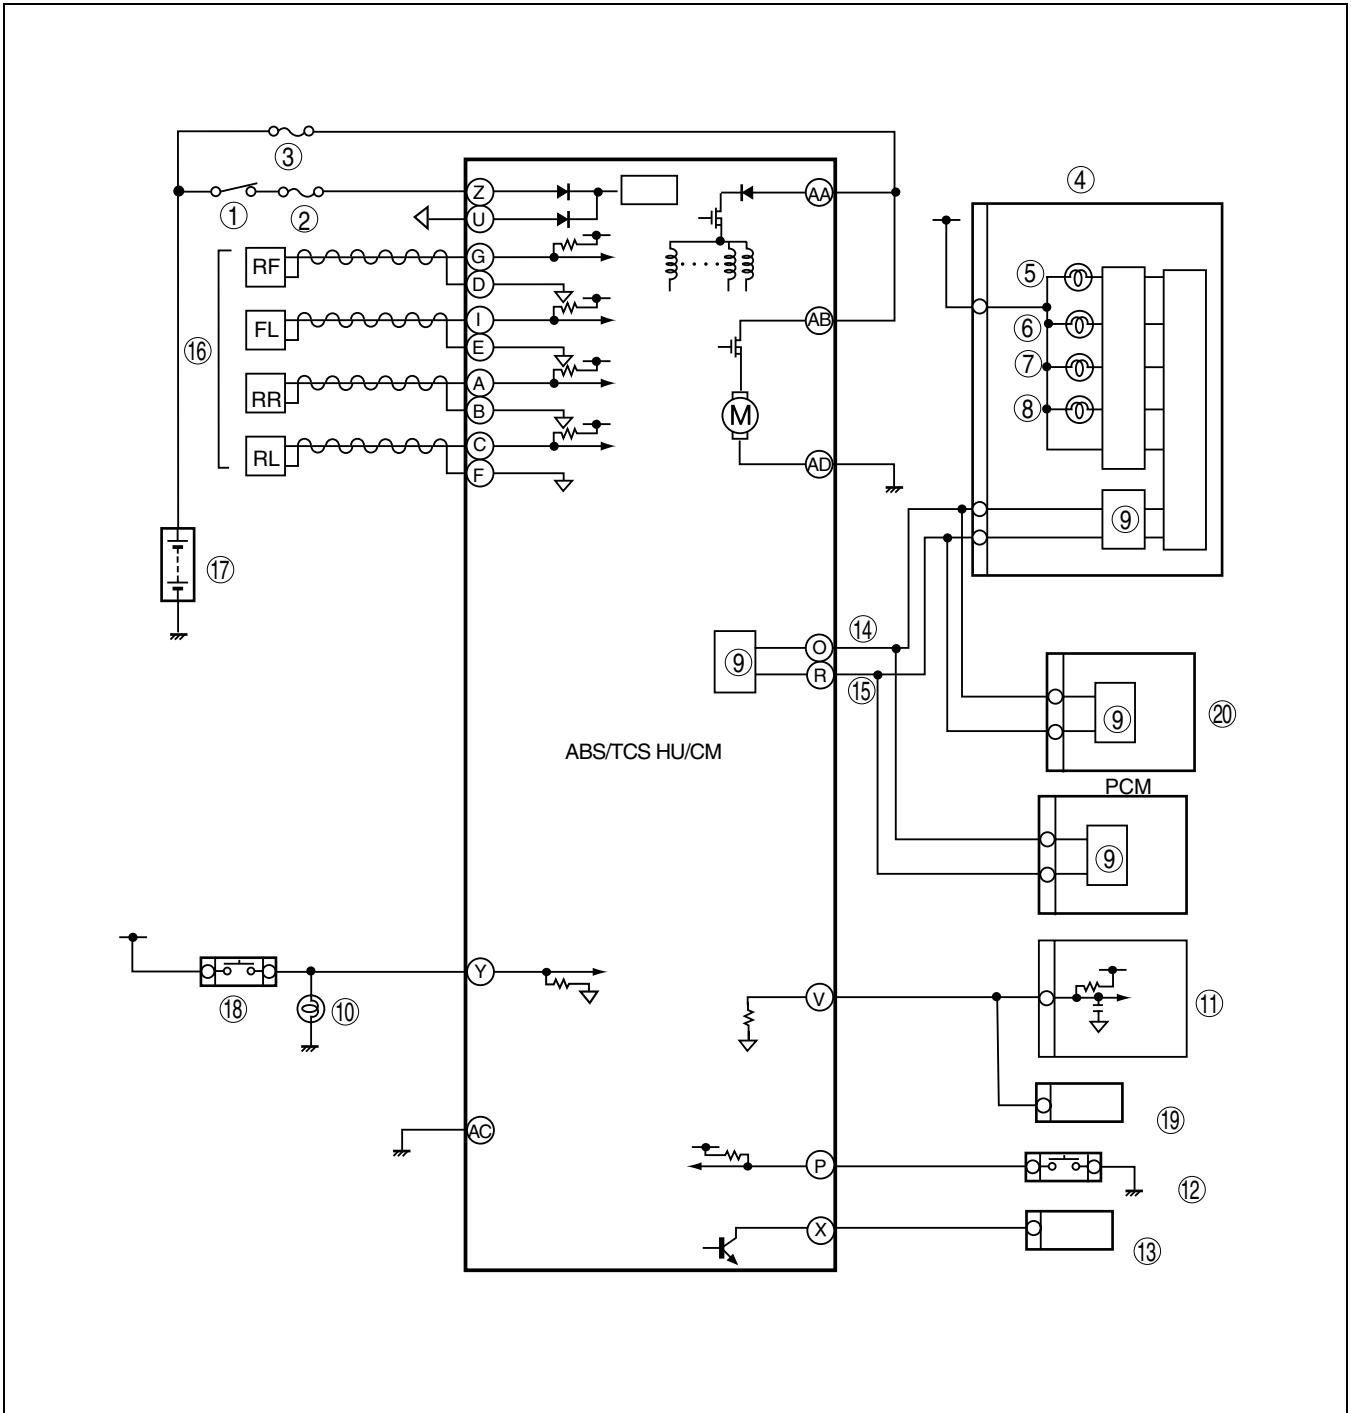 ③
④
Z
AA
①
②
U
⑤
RF
G
D
⑥
FL
I
AB
⑯
E
⑦
RR
A
⑧
B
M
RL
C
AD
F
⑨
⑰
⑭
O
⑨
R
⑮
⑨
⑳
ABS/TCS HU/CM
PCM
⑨
Y
V
⑱
⑩
⑪
AC
⑲
P
⑫
X
⑬